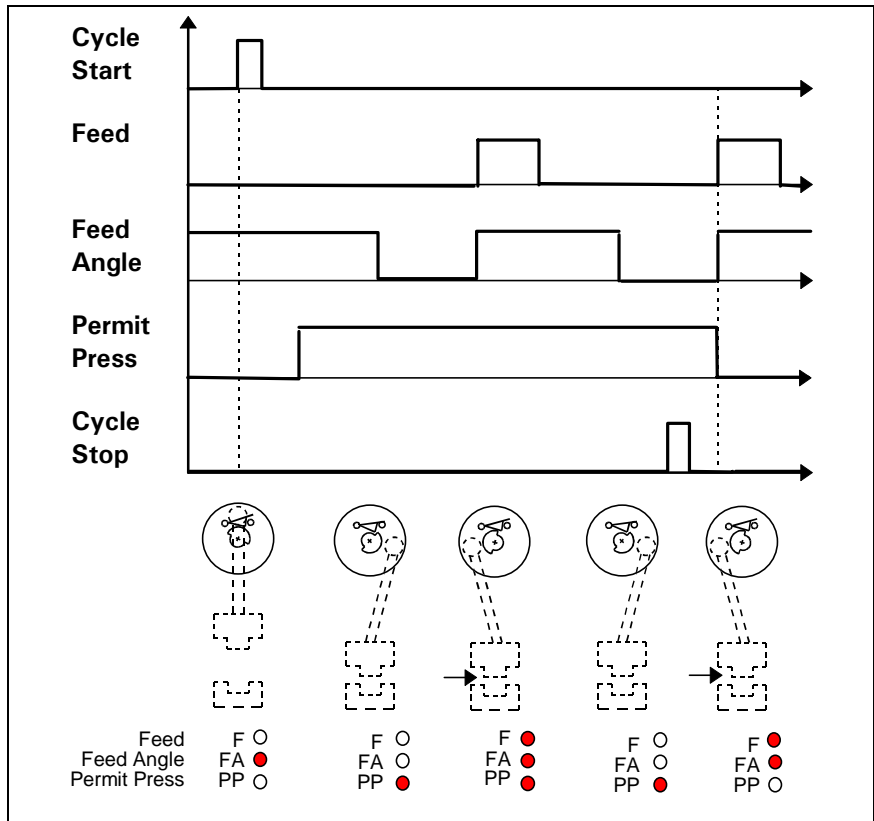 Cycle
Start
Feed
Feed
Angle
Permit
Press
Cycle
Stop
Feed F F F F F
Feed Angle FA FA FA FA FA
Permit Press PP PP PP PP PP